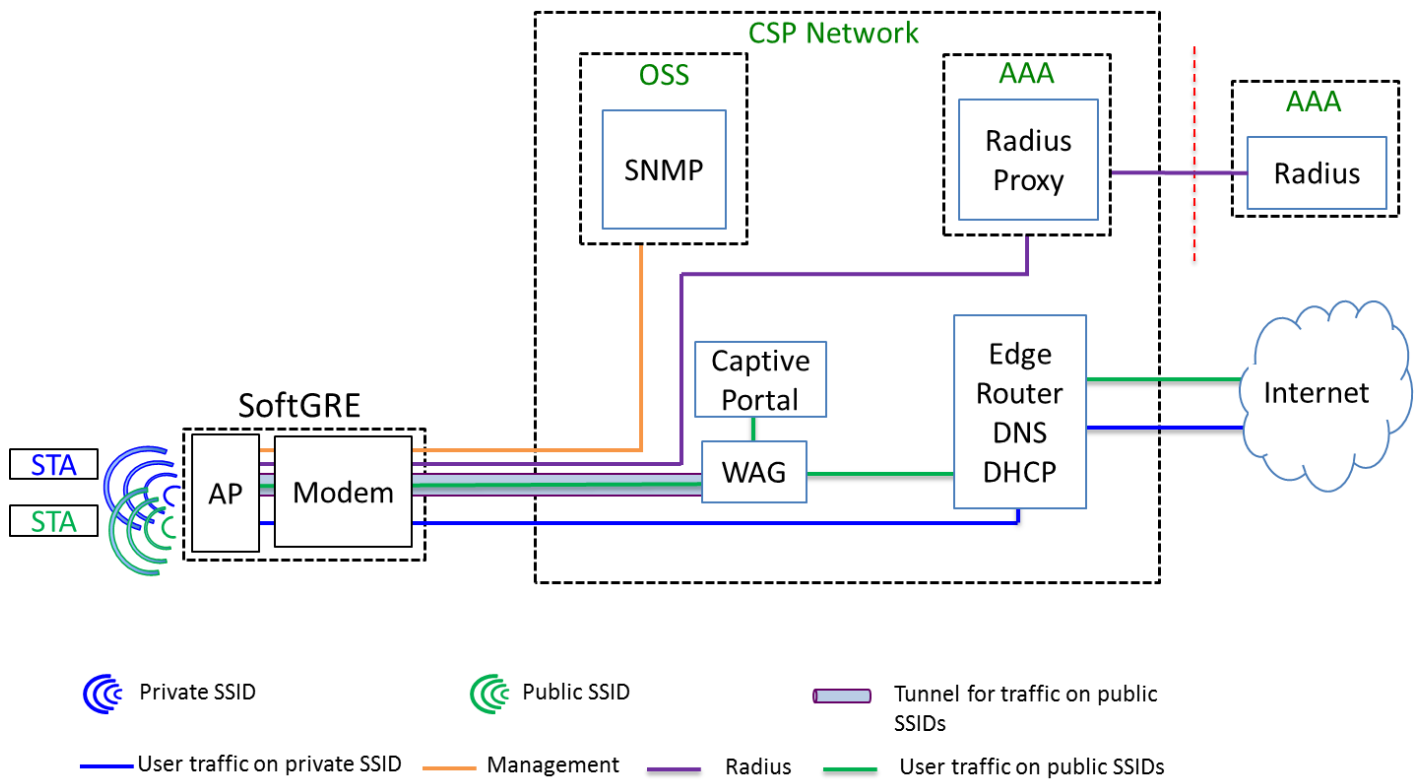 CSP Network
OSS
AAA
AAA
SNMP
Radius
Proxy
Radius
Captive
Portal
Edge
Router
DNS
DHCP
Internet
SoftGRE
STA
STA
AP
Modem
WAG
Private SSID
Public SSID
Tunnel for traffic on public
SSIDs
User traffic on private SSID
Management
Radius
User traffic on public SSIDs